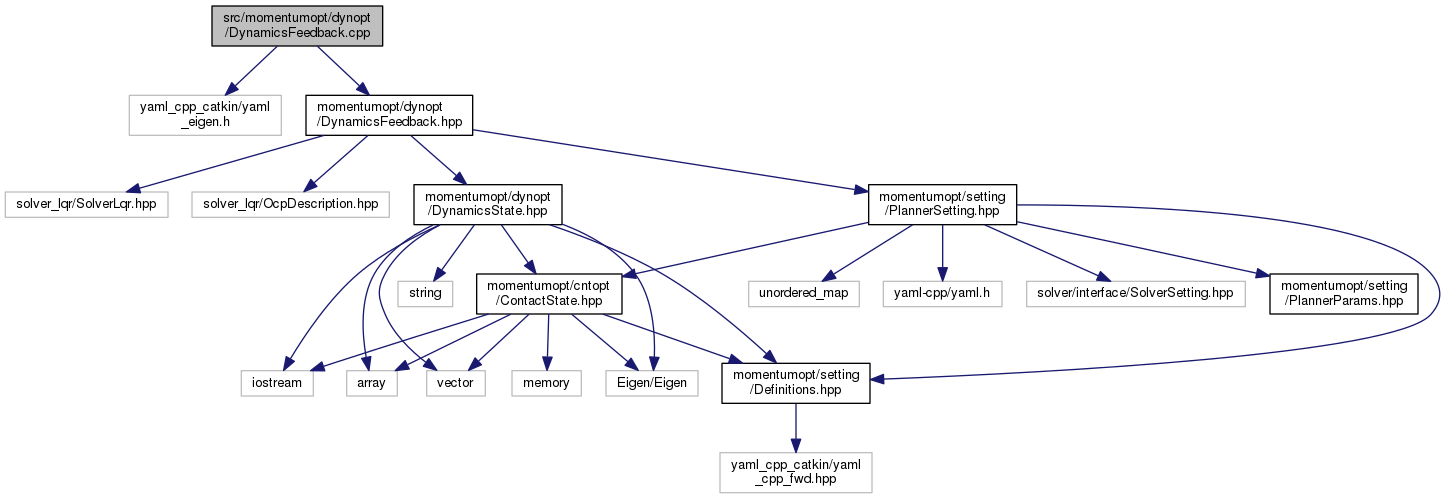 src/momentumopt/dynopt
/DynamicsFeedback.cpp
yaml_cpp_catkin/yaml
_eigen.h
momentumopt/dynopt
/DynamicsFeedback.hpp
solver_lqr/SolverLqr.hpp
solver_lqr/OcpDescription.hpp
momentumopt/dynopt
/DynamicsState.hpp
momentumopt/setting
/PlannerSetting.hpp
string
momentumopt/cntopt
/ContactState.hpp
unordered_map
yaml-cpp/yaml.h
solver/interface/SolverSetting.hpp
momentumopt/setting
/PlannerParams.hpp
iostream
array
vector
memory
Eigen/Eigen
momentumopt/setting
/Definitions.hpp
yaml_cpp_catkin/yaml
_cpp_fwd.hpp